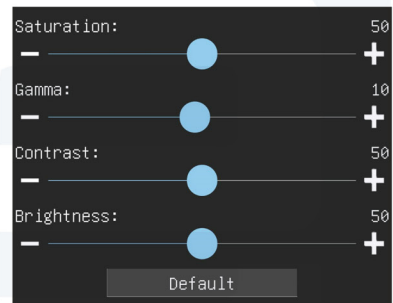 Saturation: 50
Gamma: 10
Contrast: 50
Brightness: 50
Default